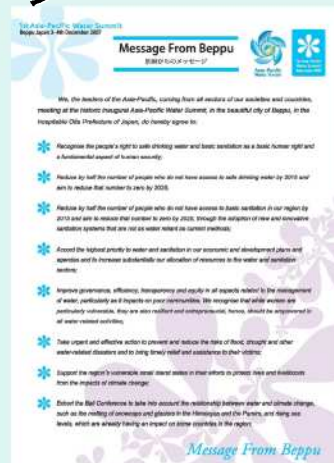 1st Asia-Pacific Water Summit
Beppu Japan 3-4th December 2007
Message From Beppu
別府からのメッセージ
Asia-Pacific
Water Forum
We, the leaders of the Asia-Pacific, coming from all sectors of our societies and countries,
meeting at the historic inaugural Asia-Pacific Water Summit, in the beautiful city of Beppu, in the
hospitable Oita Prefecture of Japan, do hereby agree to:
Recognise the people's right to safe drinking water and basic sanitation as a basic human right and
a fundamental aspect of human security;
Reduce by half the number of people who do not have access to safe drinking water by 2015 and
aim to reduce that number to zero by 2025;
Reduce by half the number of people who do not have access to basic sanitation in our region by
2015 and aim to reduce that number to zero by 2025, through the adoption of new and innovative
sanitation systems that are not as water reliant as current methods;
Accord the highest priority to water and sanitation in our economic and development plans and
agendas and to increase substantially our allocation of resources to the water and sanitation
sectors;
Improve governance, efficiency, transparency and equity in all aspects related to the management
of water, particularly as it impacts on poor communities. We recognise that while women are
particularly vulnerable, they are also resilient and entrepreneurial, hence, should be empowered in
all water-related activities;
Take urgent and effective action to prevent and reduce the risks of flood, drought and other
water-related disasters and to bring timely relief and assistance to their victims;
Support the region's vulnerable small island states in their efforts to protect lives and livelihoods
from the impacts of climate change;
Exhort the Bali Conference to take into account the relationship between water and climate change,
such as the melting of snowcaps and glaciers in the Himalayas and the Pamirs, and rising sea
levels, which are already having an impact on some countries in the region;
Message From Beppu